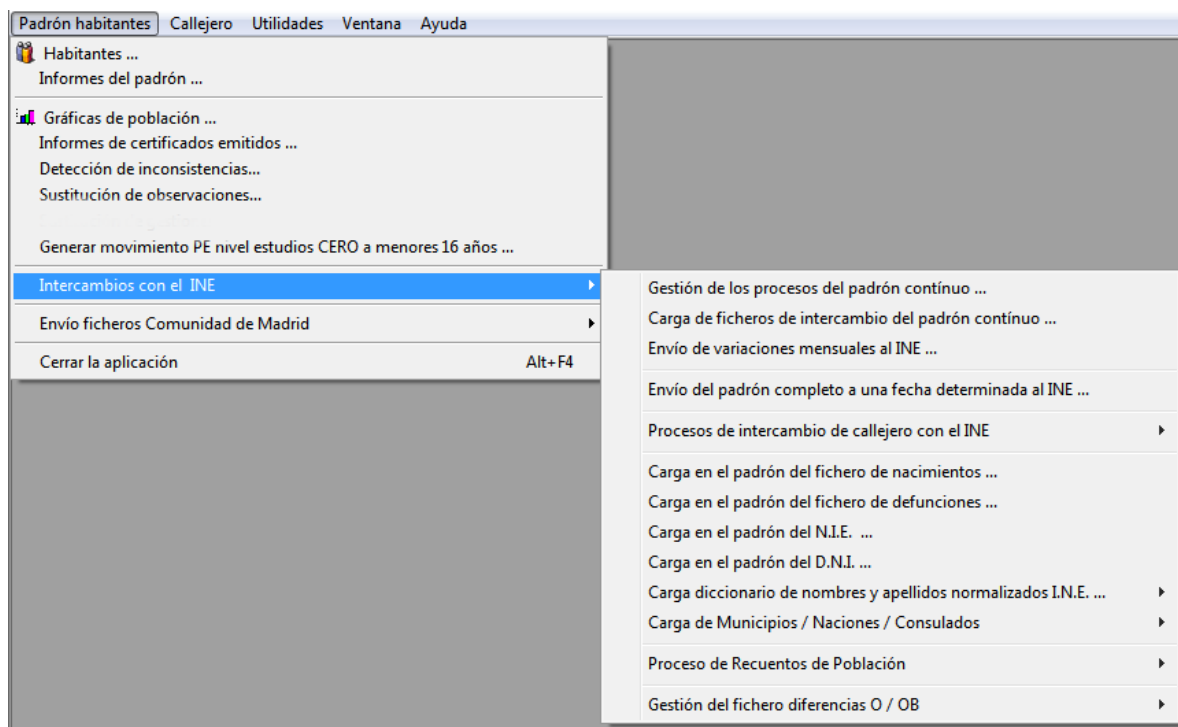 Padrón habitantes Callejero Utilidades Ventana Ayuda
Habitantes ...
Informes del padrón ...
Gráficas de población ...
Informes de certificados emitidos ...
Detección de inconsistencias...
Sustitución de observaciones...
Generar movimiento PE nivel estudios CERO a menores 16 años ...
Intercambios con el INE
Envío ficheros Comunidad de Madrid
Cerrar la aplicación Alt+F4
Gestión de los procesos del padrón contínuo ...
Carga de ficheros de intercambio del padrón contínuo ...
Envío de variaciones mensuales al INE ...
Envío del padrón completo a una fecha determinada al INE ...
Procesos de intercambio de callejero con el INE
Carga en el padrón del fichero de nacimientos ...
Carga en el padrón del fichero de defunciones ...
Carga en el padrón del N.I.E. ...
Carga en el padrón del D.N.I. ...
Carga diccionario de nombres y apellidos normalizados I.N.E. ...
Carga de Municipios / Naciones / Consulados
Proceso de Recuentos de Población
Gestión del fichero diferencias O / OB